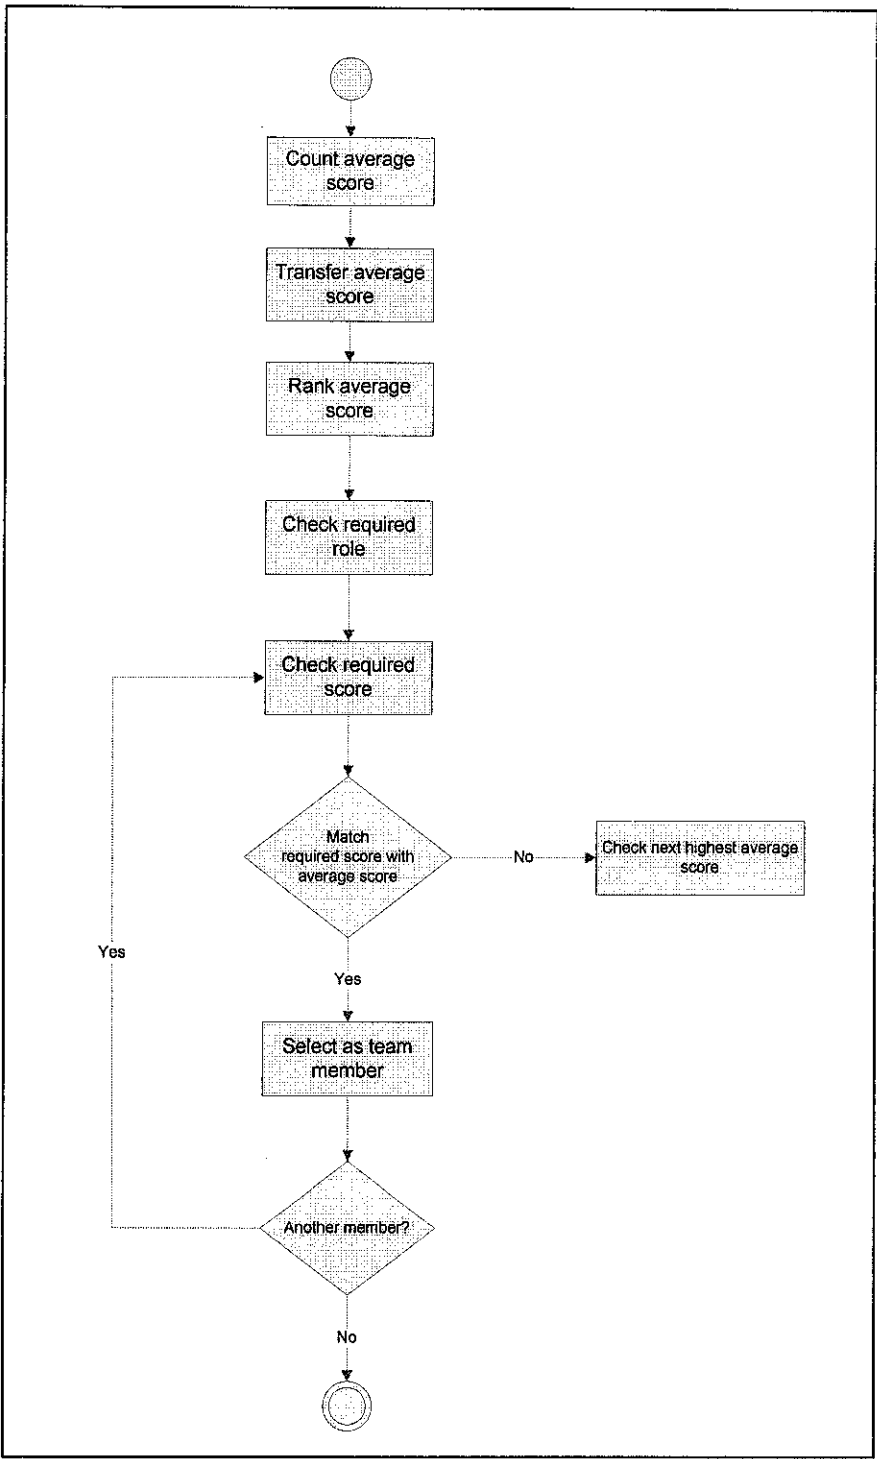 Count average
score
Transfer average
score
Rank average
score
Check required
role
Check required
score
Match
required score with
average score
No
Check next highest average
score
Yes
Yes
Select as team
member
Another member?
No